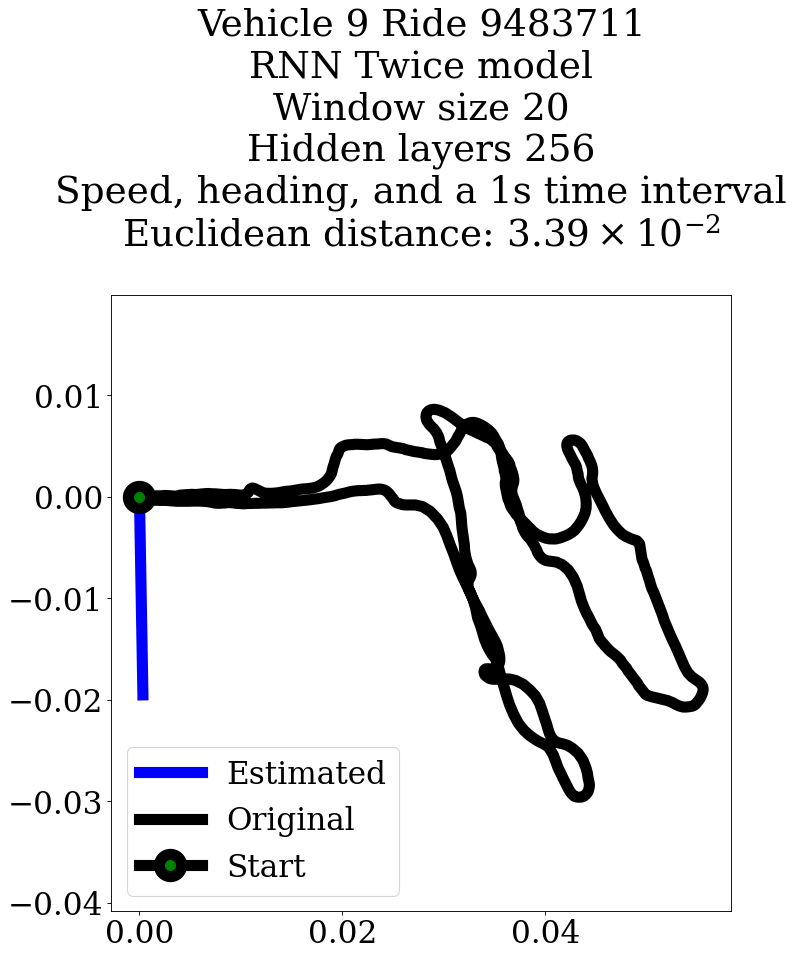 Vehicle 9 Ride 9483711
RNN Twice model
Window size 20
Hidden layers 256
Speed, heading, and a 1s time interval
Euclidean distance: 3.39 × 10⁻²
0.01
0.00
−0.01
−0.02
−0.03
−0.04
Estimated
Original
Start
0.00 0.02 0.04